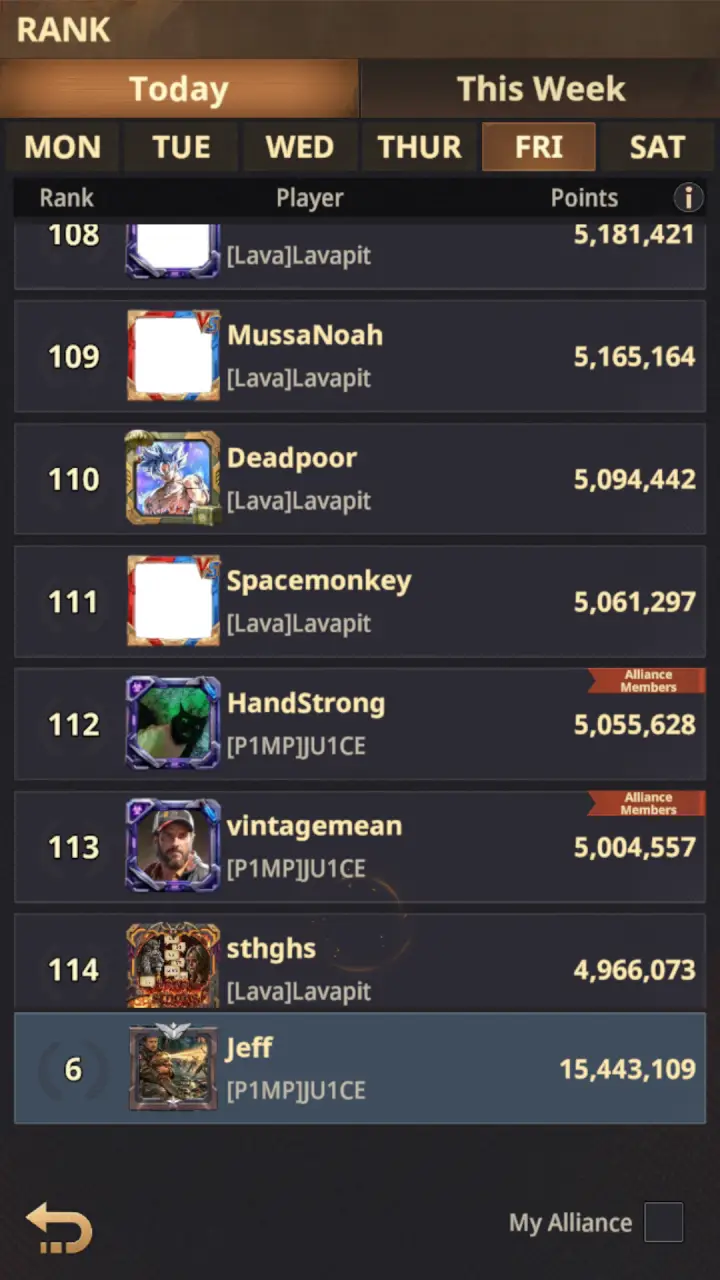 RANK
Today
This Week
MON
TUE
WED
THUR
FRI
SAT
Rank
Player
Points
108
[Lava]Lavapit
5,181,421
109
MussaNoah
[Lava]Lavapit
5,165,164
110
Deadpoor
[Lava]Lavapit
5,094,442
111
Spacemonkey
[Lava]Lavapit
5,061,297
Alliance
Members
112
HandStrong
[P1MP]JU1CE
5,055,628
Alliance
Members
113
vintagemean
[P1MP]JU1CE
5,004,557
114
sthghs
[Lava]Lavapit
4,966,073
6
Jeff
[P1MP]JU1CE
15,443,109
My Alliance